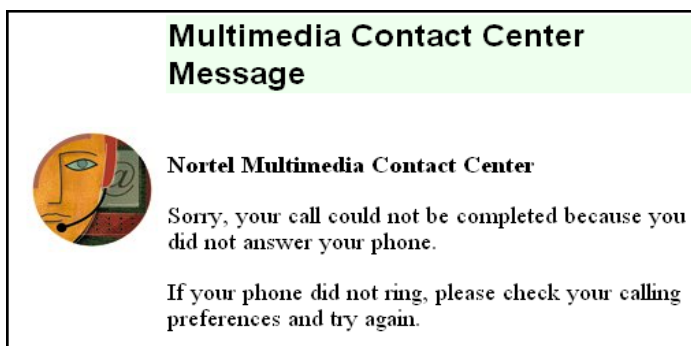 Multimedia Contact Center
Message
Nortel Multimedia Contact Center
Sorry, your call could not be completed because you
did not answer your phone.
If your phone did not ring, please check your calling
preferences and try again.